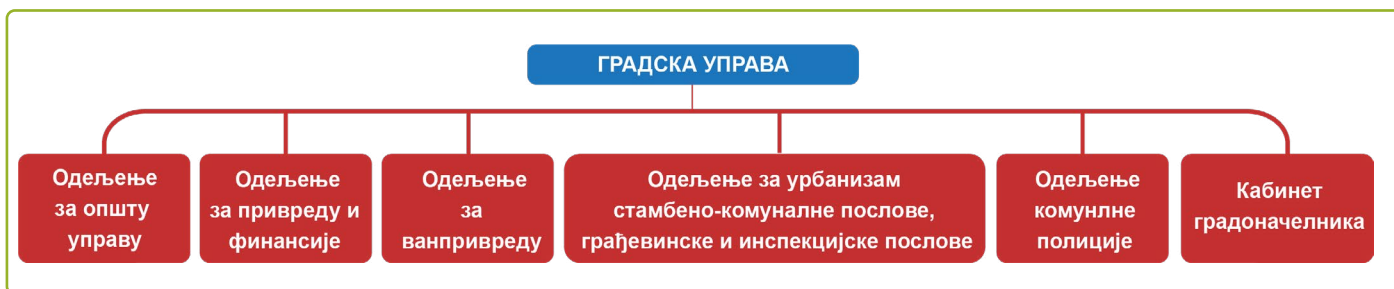 ГРАДСКА УПРАВА
Одељење
за општу
управу
Одељење
за привреду и
финансије
Одељење
за
ванпривреду
Одељење за урбанизам
стамбено-комуналне послове,
грађевинске и инспекцијске послове
Одељење
комунлне
полиције
Кабинет
градоначелника